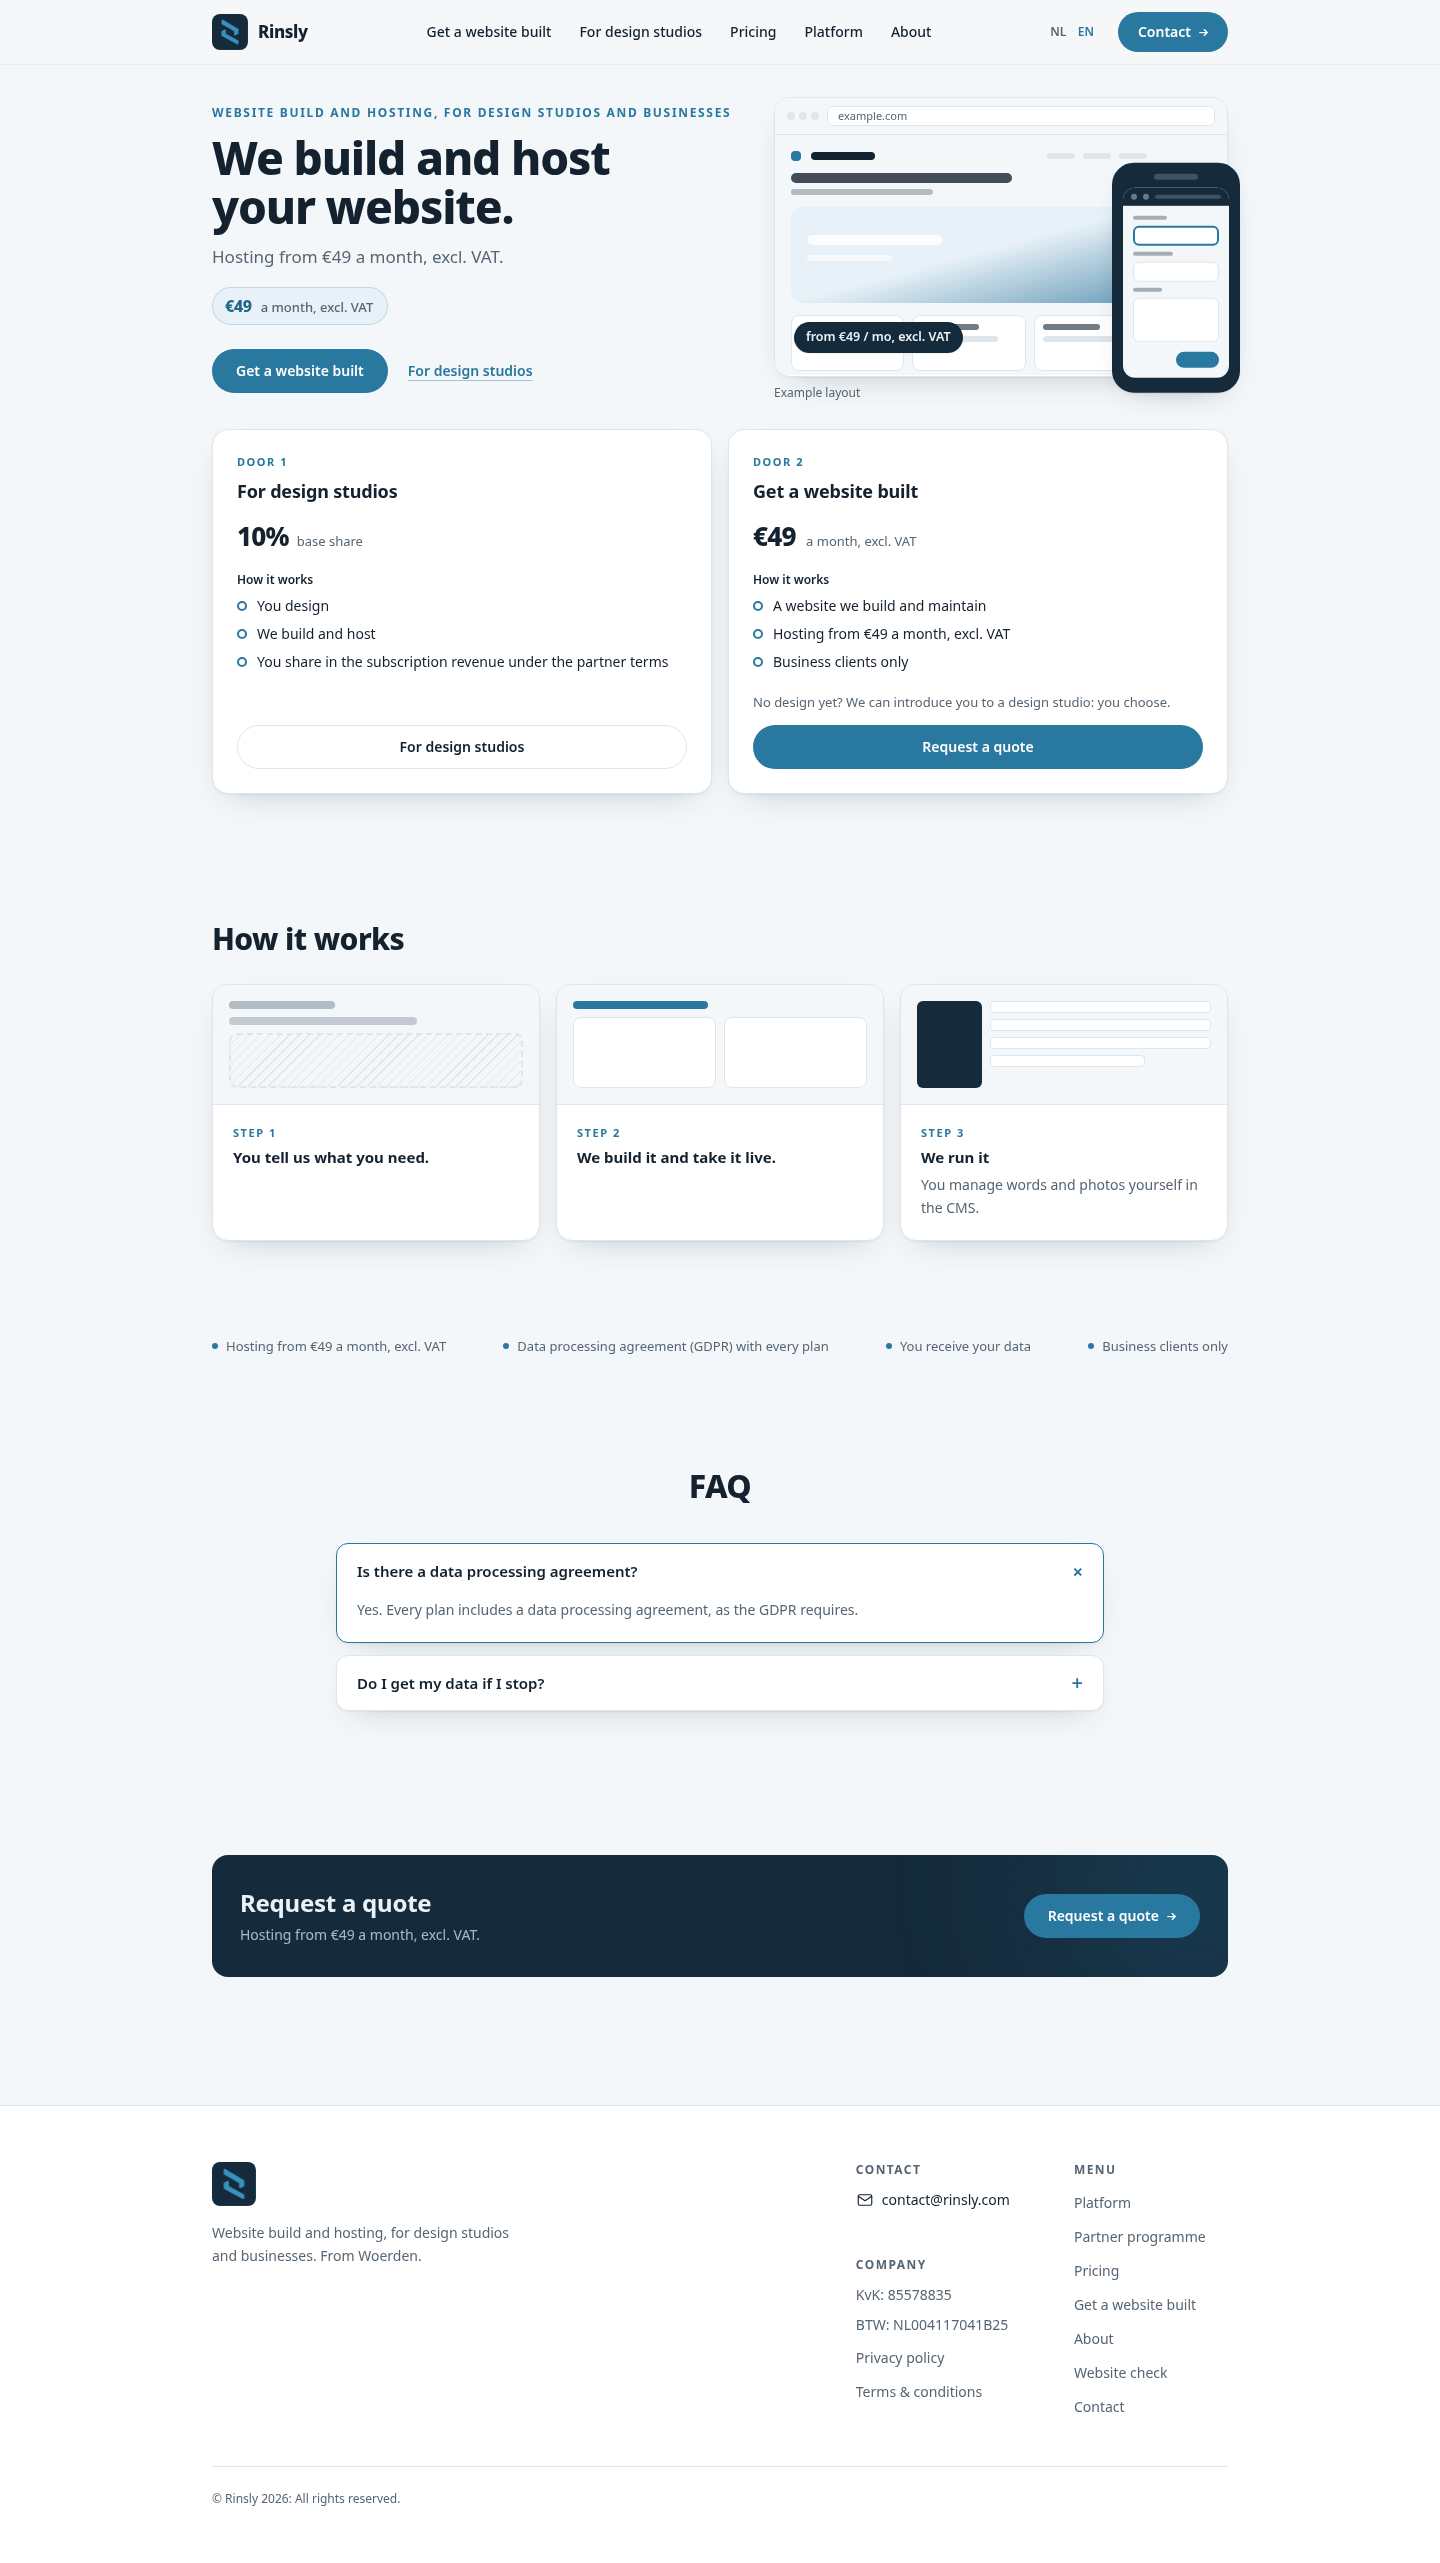 Rinsly
Get a website built
For design studios
Pricing
Platform
About
NL
EN
Contact →
WEBSITE BUILD AND HOSTING, FOR DESIGN STUDIOS AND BUSINESSES
We build and host
your website.
Hosting from €49 a month, excl. VAT.
€49 a month, excl. VAT
Get a website built
For design studios
example.com
from €49 / mo, excl. VAT
Example layout
DOOR 1
For design studios
10% base share
How it works
You design
We build and host
You share in the subscription revenue under the partner terms
For design studios
DOOR 2
Get a website built
€49 a month, excl. VAT
How it works
A website we build and maintain
Hosting from €49 a month, excl. VAT
Business clients only
No design yet? We can introduce you to a design studio: you choose.
Request a quote
How it works
STEP 1
You tell us what you need.
STEP 2
We build it and take it live.
STEP 3
We run it
You manage words and photos yourself in
the CMS.
Hosting from €49 a month, excl. VAT
Data processing agreement (GDPR) with every plan
You receive your data
Business clients only
FAQ
Is there a data processing agreement?
Yes. Every plan includes a data processing agreement, as the GDPR requires.
Do I get my data if I stop?
Request a quote
Hosting from €49 a month, excl. VAT.
Request a quote →
Website build and hosting, for design studios
and businesses. From Woerden.
CONTACT
contact@rinsly.com
COMPANY
KvK: 85578835
BTW: NL004117041B25
Privacy policy
Terms & conditions
MENU
Platform
Partner programme
Pricing
Get a website built
About
Website check
Contact
© Rinsly 2026: All rights reserved.